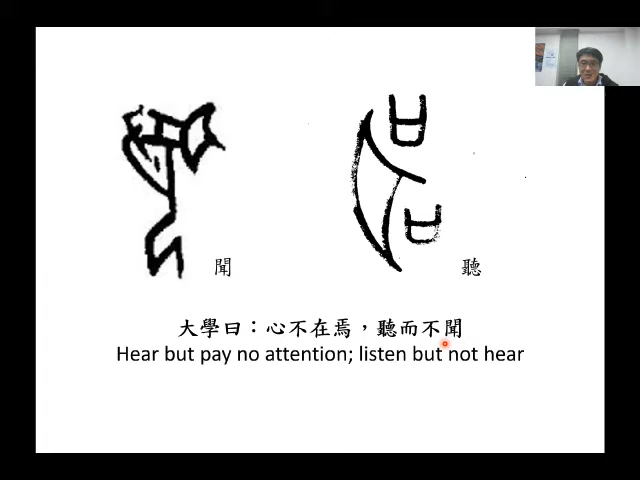 聞
聽
大學曰：心不在焉，聽而不聞
Hear but pay no attention; listen but not hear